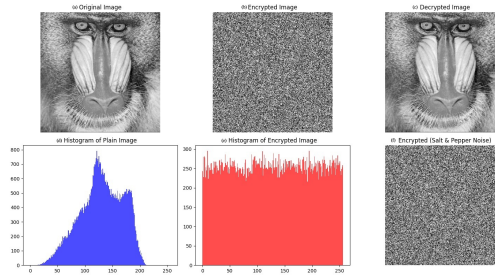 (a) Original Image
(b) Encrypted Image
(c) Decrypted Image
(d) Histogram of Plain Image
800
700
600
500
400
300
200
100
0
0 50 100 150 200 250
(e) Histogram of Encrypted Image
300
250
200
150
100
50
0
0 50 100 150 200 250
(f) Encrypted (Salt & Pepper Noise)